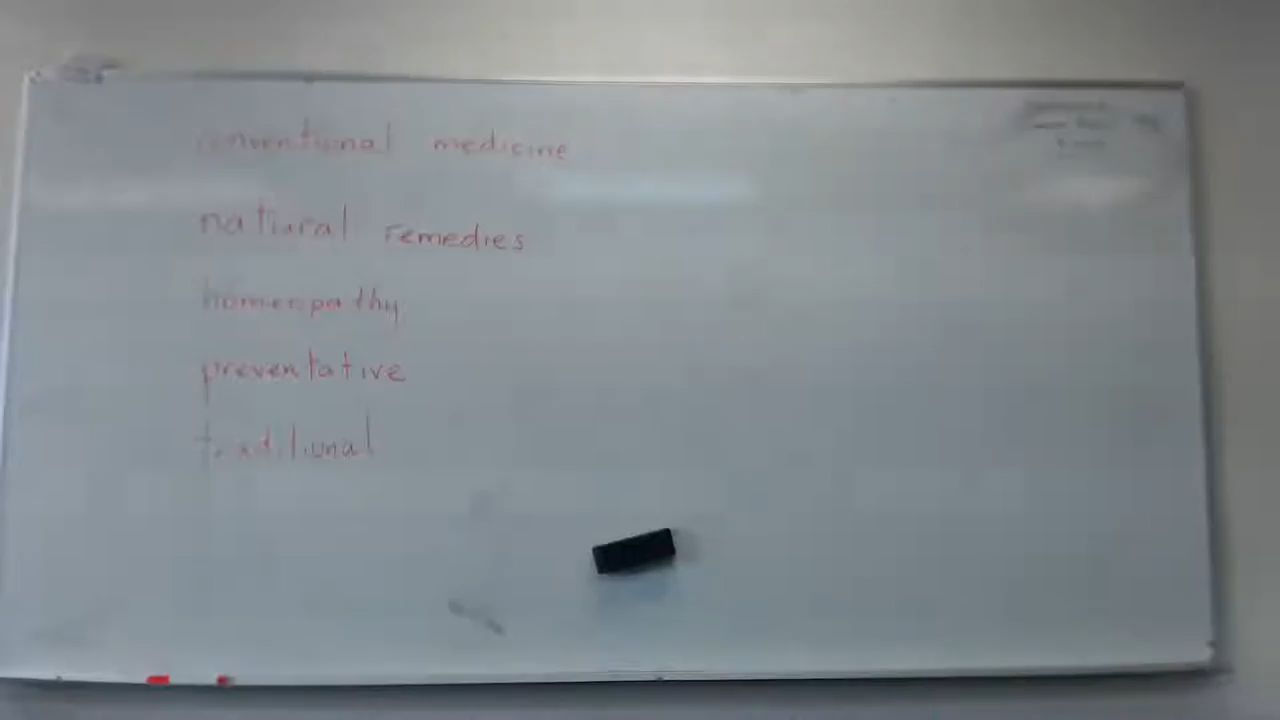 conventional medicine
natural remedies
homeopathy
preventative
traditional